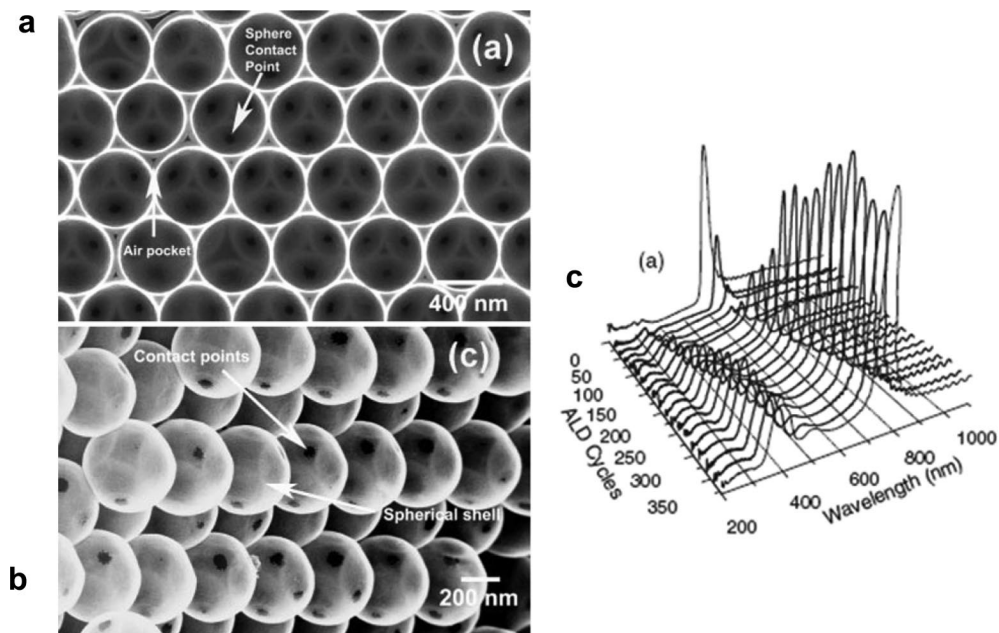 a
Sphere
Contact
Point
(a)
Air pocket
400 nm
Contact points
(c)
Spherical shell
b
200 nm
c
(a)
0
50
100
150
200
250
300
350
ALD Cycles
200
400
600
800
1000
Wavelength (nm)